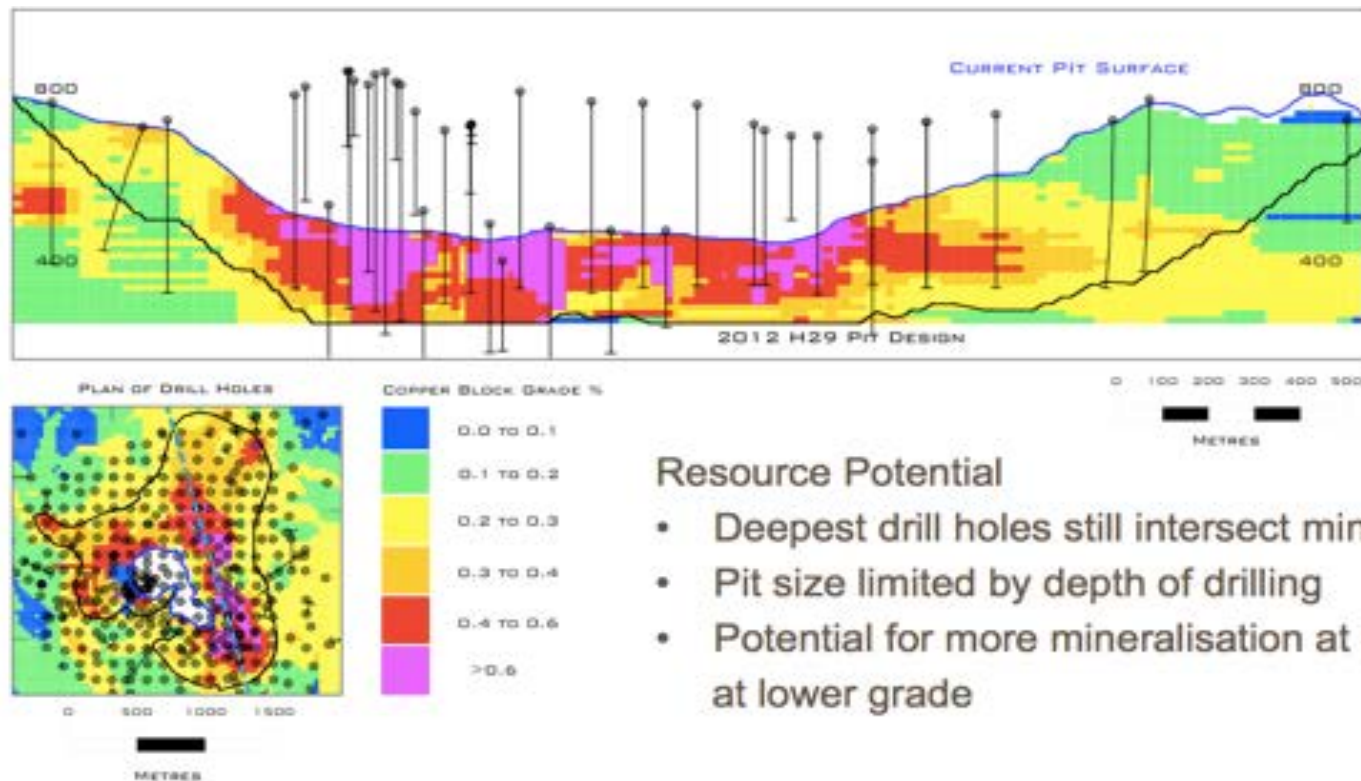 CURRENT PIT SURFACE
800
800
400
400
2012 H29 PIT DESIGN
PLAN OF DRILL HOLES
COPPER BLOCK GRADE %
0 100 200 300 400 500
METRES
0.0 TO 0.1
0.1 TO 0.2
0.2 TO 0.3
0.3 TO 0.4
0.4 TO 0.6
>0.6
0 500 1000 1500
METRES
Resource Potential
• Deepest drill holes still intersect min
• Pit size limited by depth of drilling
• Potential for more mineralisation at
at lower grade